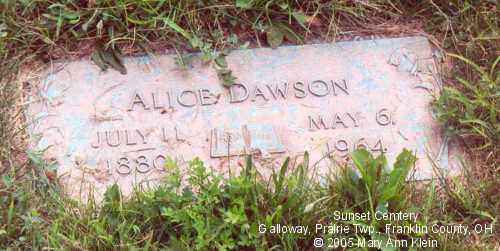 ALICE DAWSON
JULY 11 MAY 6
1880 1964
Sunset Cemtery
Galloway, Prairie Twp., Franklin County, OH
© 2005 Mary Ann Klein